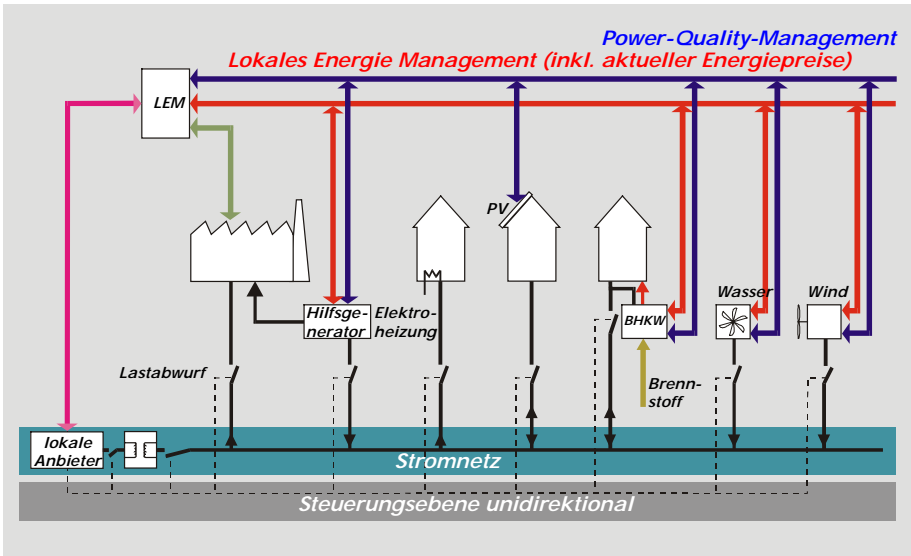 Power-Quality-Management
Lokales Energie Management (inkl. aktueller Energiepreise)
LEM
PV
Hilfsge-
nerator
Elektro-
heizung
BHKW
Wasser
Wind
Lastabwurf
Brenn-
stoff
lokale
Anbieter
Stromnetz
Steuerungsebene unidirektional